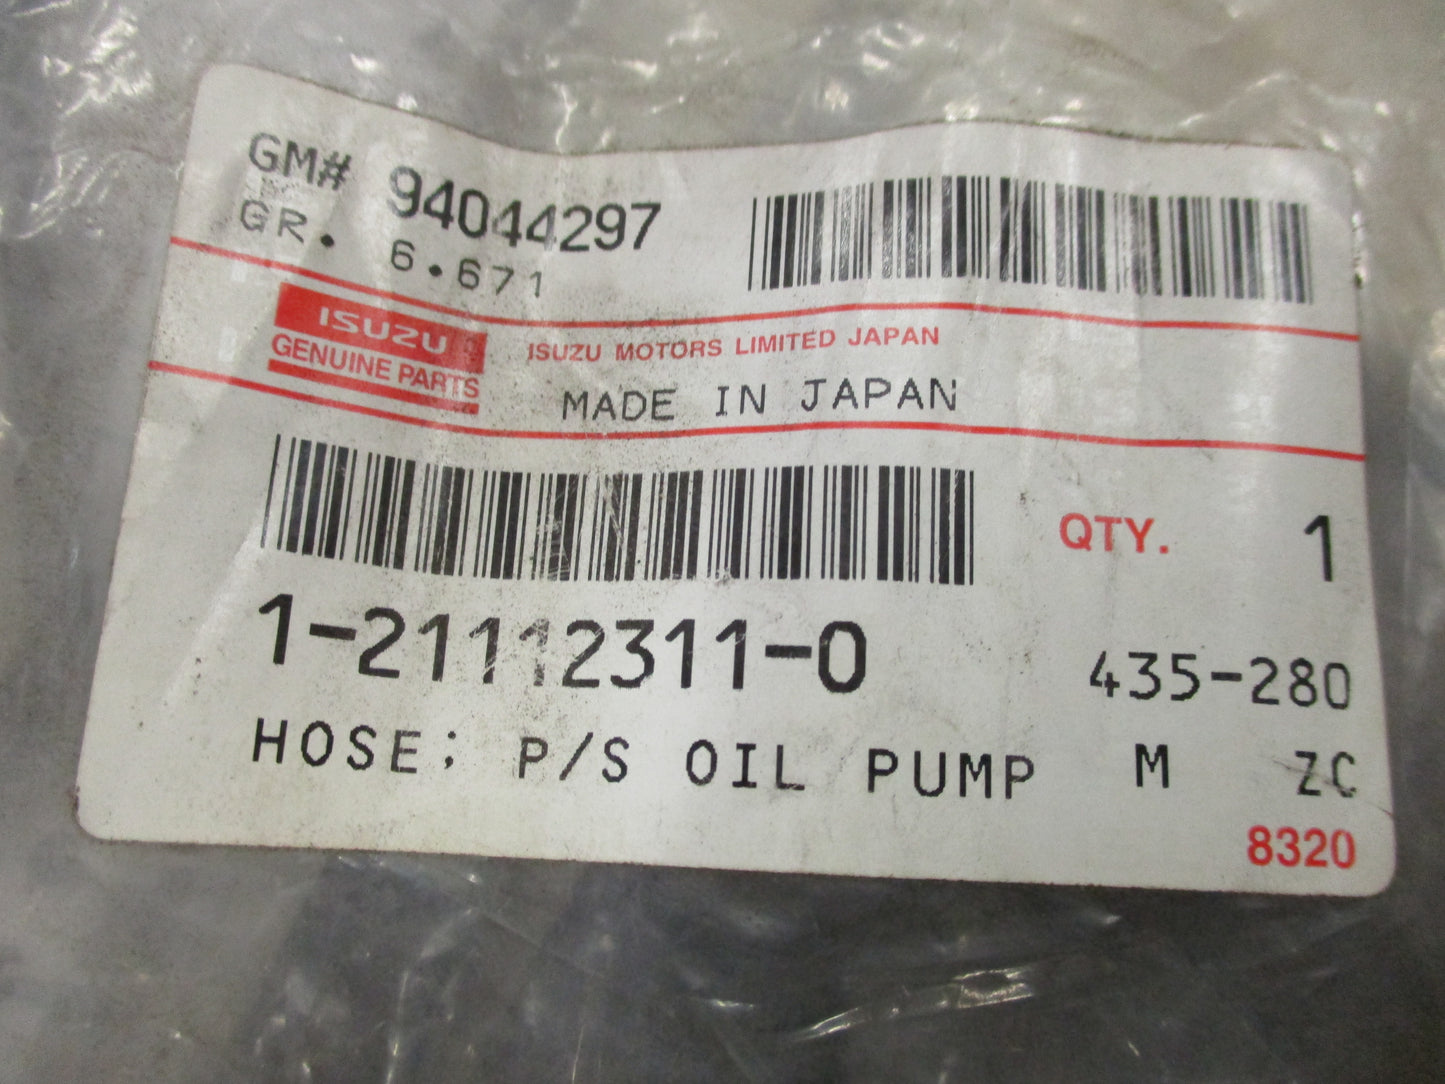 GM# 94044297
GR. 6.671
ISUZU
GENUINE PARTS
ISUZU MOTORS LIMITED JAPAN
MADE IN JAPAN
QTY. 1
1-21112311-0
435-280
HOSE; P/S OIL PUMP M ZC
8320